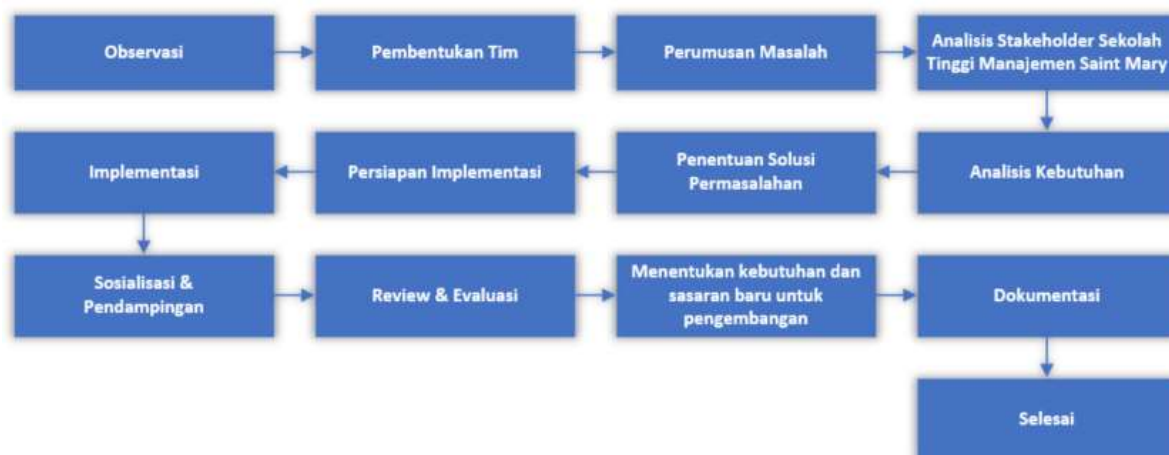 Observasi
Pembentukan Tim
Perumusan Masalah
Analisis Stakeholder Sekolah
Tinggi Manajemen Saint Mary
Analisis Kebutuhan
Penentuan Solusi
Permasalahan
Persiapan Implementasi
Implementasi
Sosialisasi &
Pendampingan
Review & Evaluasi
Menentukan kebutuhan dan
sasaran baru untuk
pengembangan
Dokumentasi
Selesai